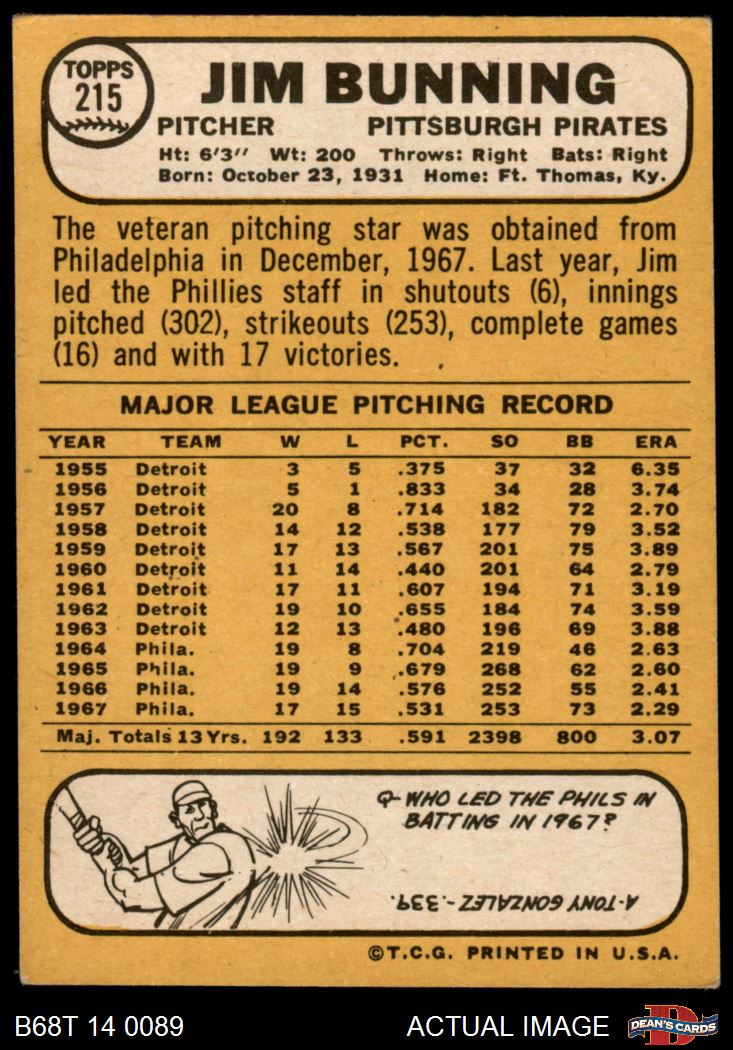 TOPPS
215
JIM BUNNING
PITCHER PITTSBURGH PIRATES
Ht: 6'3" Wt: 200 Throws: Right Bats: Right
Born: October 23, 1931 Home: Ft. Thomas, Ky.
The veteran pitching star was obtained from
Philadelphia in December, 1967. Last year, Jim
led the Phillies staff in shutouts (6), innings
pitched (302), strikeouts (253), complete games
(16) and with 17 victories.
MAJOR LEAGUE PITCHING RECORD
YEAR TEAM W L PCT. SO BB ERA
1955 Detroit 3 5 .375 37 32 6.35
1956 Detroit 5 1 .833 34 28 3.74
1957 Detroit 20 8 .714 182 72 2.70
1958 Detroit 14 12 .538 177 79 3.52
1959 Detroit 17 13 .567 201 75 3.89
1960 Detroit 11 14 .440 201 64 2.79
1961 Detroit 17 11 .607 194 71 3.19
1962 Detroit 19 10 .655 184 74 3.59
1963 Detroit 12 13 .480 196 69 3.88
1964 Phila. 19 8 .704 219 46 2.63
1965 Phila. 19 9 .679 268 62 2.60
1966 Phila. 19 14 .576 252 55 2.41
1967 Phila. 17 15 .531 253 73 2.29
Maj. Totals 13 Yrs. 192 133 .591 2398 800 3.07
Q-WHO LED THE PHILS IN
BATTING IN 1967?
A-TONY GONZALEZ-.339.
©T.C.G. PRINTED IN U.S.A.
B68T 14 0089 ACTUAL IMAGE
D
DEAN'S CARDS